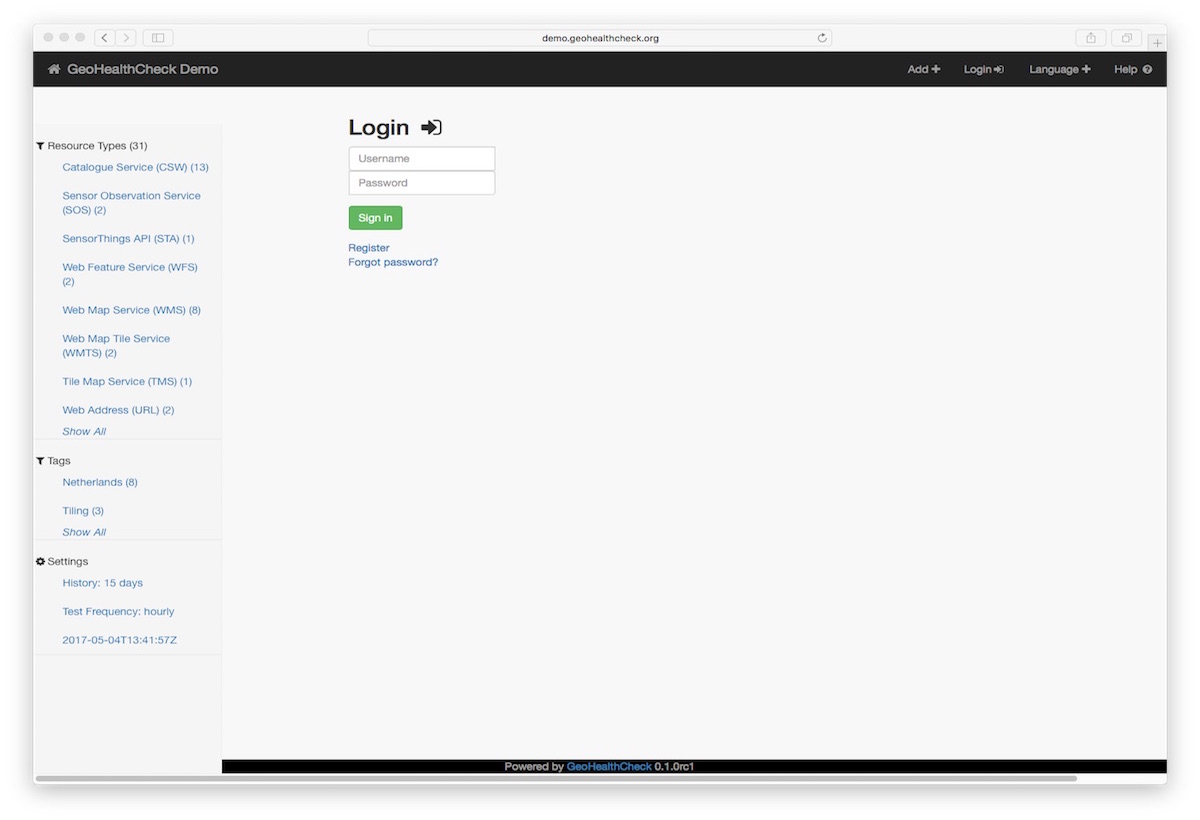 demo.geohealthcheck.org
GeoHealthCheck Demo
Add
Login
Language
Help
Resource Types (31)
Catalogue Service (CSW) (13)
Sensor Observation Service
(SOS) (2)
SensorThings API (STA) (1)
Web Feature Service (WFS)
(2)
Web Map Service (WMS) (8)
Web Map Tile Service
(WMTS) (2)
Tile Map Service (TMS) (1)
Web Address (URL) (2)
Show All
Tags
Netherlands (8)
Tiling (3)
Show All
Settings
History: 15 days
Test Frequency: hourly
2017-05-04T13:41:57Z
Login
Username
Password
Sign in
Register
Forgot password?
Powered by GeoHealthCheck 0.1.0rc1